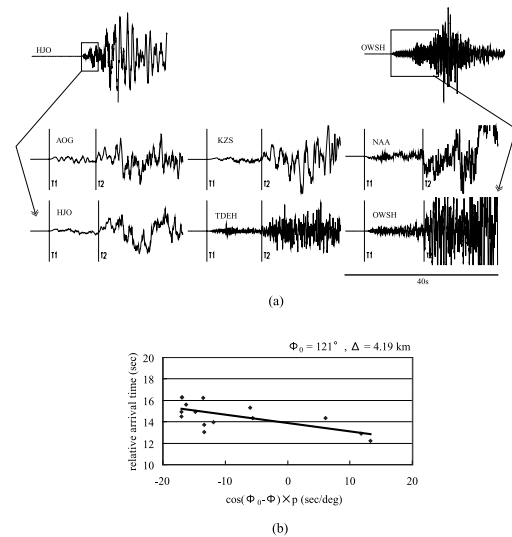 HJO
OWSH
AOG
KZS
NAA
T1 T2 T1 T2 T1 T2
HJO
TDEH
OWSH
T1 T2 T1 T2 T1 T2
40s
(a)
Φ₀ = 121° , Δ = 4.19 km
relative arrival time (sec)
20
18
16
14
12
10
-20 -10 0 10 20
cos(Φ₀-Φ)×p (sec/deg)
(b)